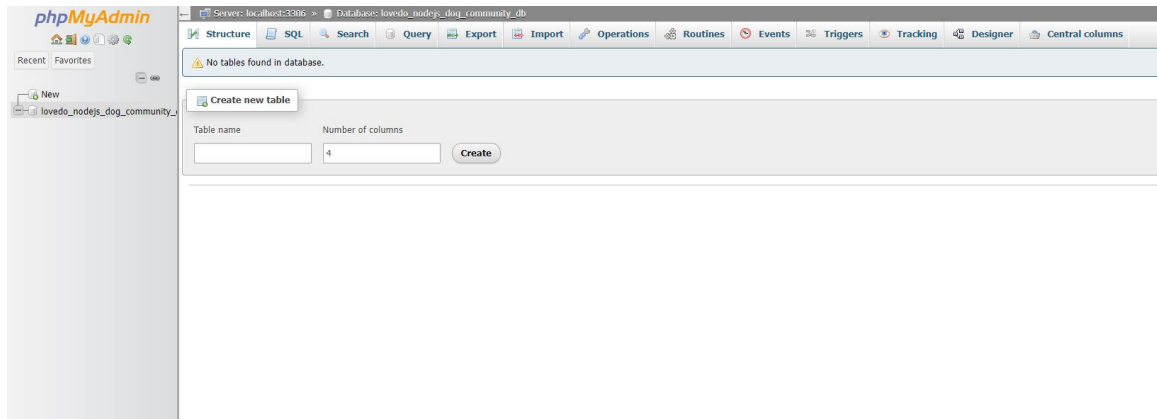 phpMyAdmin
Server: localhost:3306 » Database: lovedo_nodejs_dog_community_db
Structure SQL Search Query Export Import Operations Routines Events Triggers Tracking Designer Central columns
Recent Favorites
No tables found in database.
New
lovedo_nodejs_dog_community_
Create new table
Table name Number of columns
4 Create